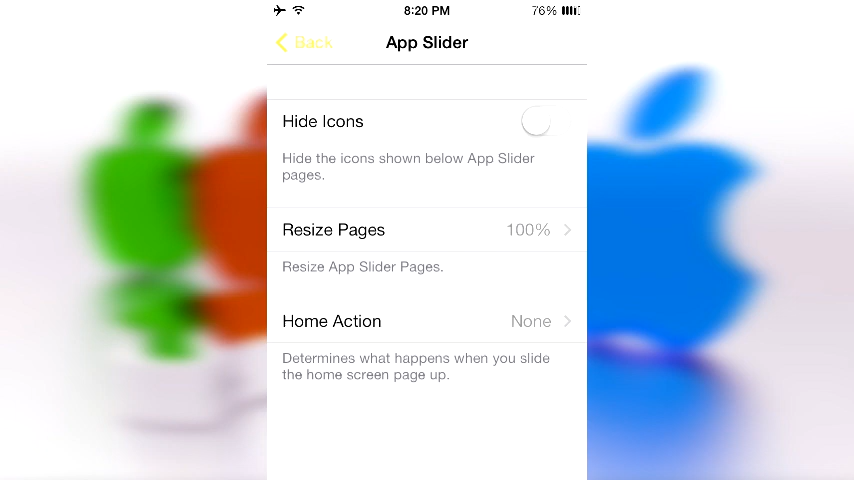 8:20 PM 76%
Back App Slider
Hide Icons
Hide the icons shown below App Slider
pages.
Resize Pages 100%
Resize App Slider Pages.
Home Action None
Determines what happens when you slide
the home screen page up.